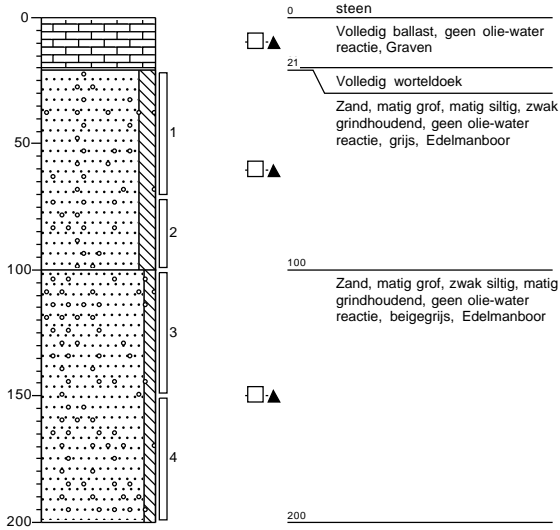 0
50
100
150
200
1
2
3
4
0
steen
Volledig ballast, geen olie-water
reactie, Graven
21
Volledig worteldoek
Zand, matig grof, matig siltig, zwak
grindhoudend, geen olie-water
reactie, grijs, Edelmanboor
100
Zand, matig grof, zwak siltig, matig
grindhoudend, geen olie-water
reactie, beigegrijs, Edelmanboor
200